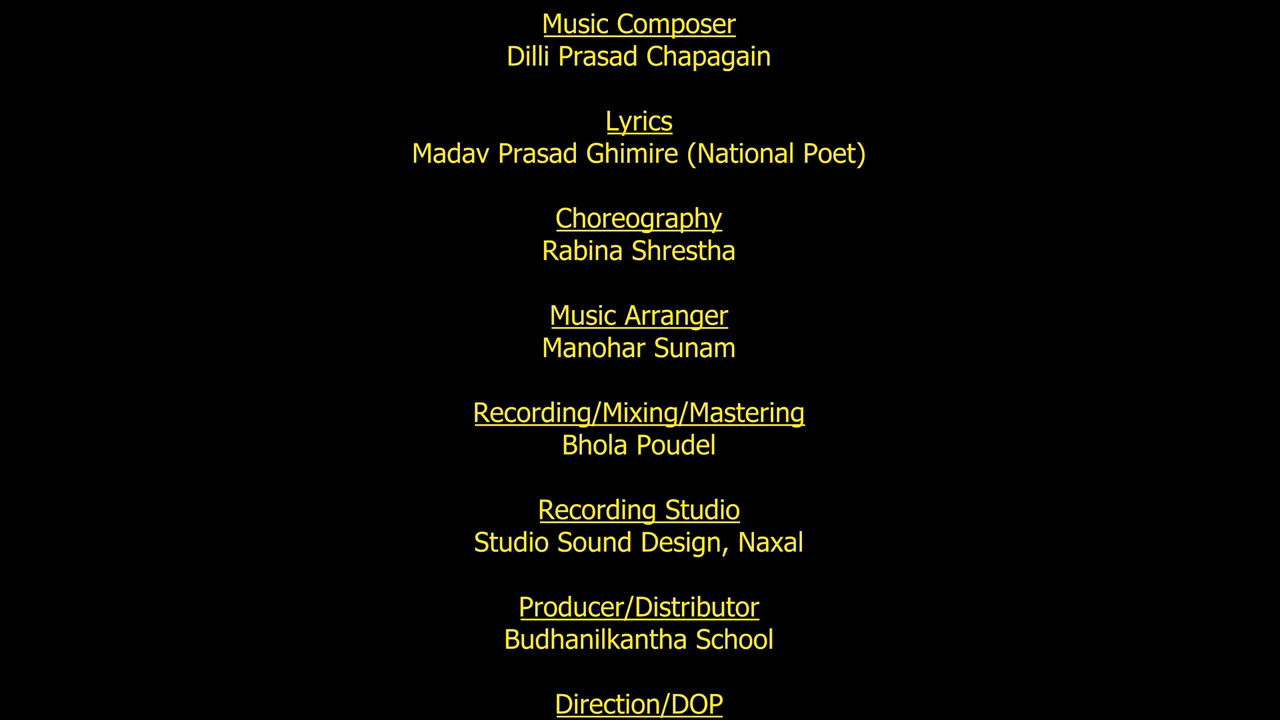 Music Composer
Dilli Prasad Chapagain
Lyrics
Madav Prasad Ghimire (National Poet)
Choreography
Rabina Shrestha
Music Arranger
Manohar Sunam
Recording/Mixing/Mastering
Bhola Poudel
Recording Studio
Studio Sound Design, Naxal
Producer/Distributor
Budhanilkantha School
Direction/DOP